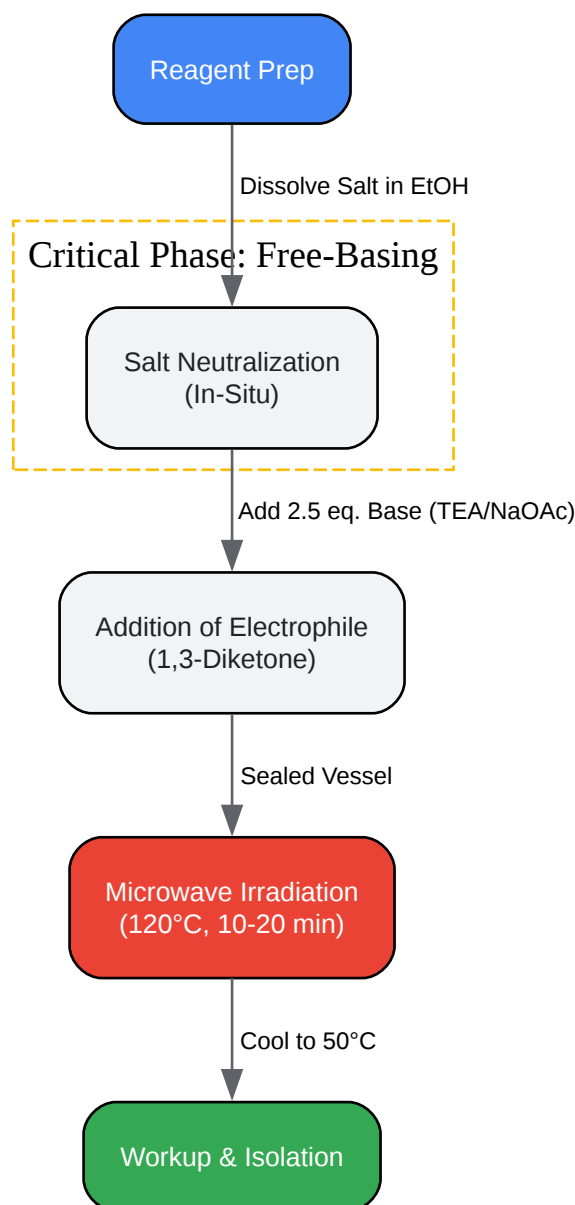 Reagent Prep
Dissolve Salt in EtOH
Critical Phase: Free-Basing
Salt Neutralization
(In-Situ)
Add 2.5 eq. Base (TEA/NaOAc)
Addition of Electrophile
(1,3-Diketone)
Sealed Vessel
Microwave Irradiation
(120°C, 10-20 min)
Cool to 50°C
Workup & Isolation